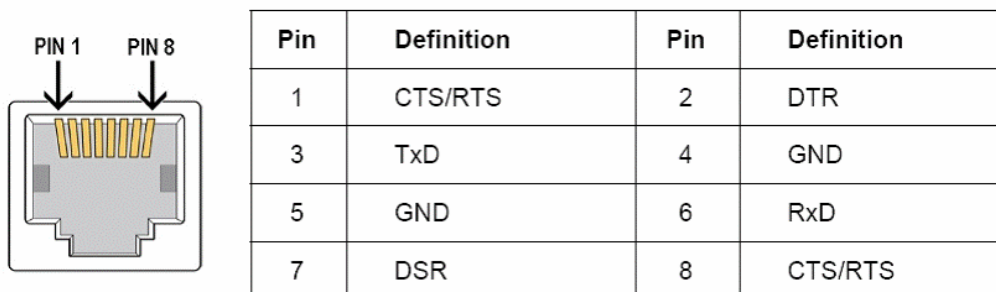 PIN 1 PIN 8
Pin Definition Pin Definition
1 CTS/RTS 2 DTR
3 TxD 4 GND
5 GND 6 RxD
7 DSR 8 CTS/RTS